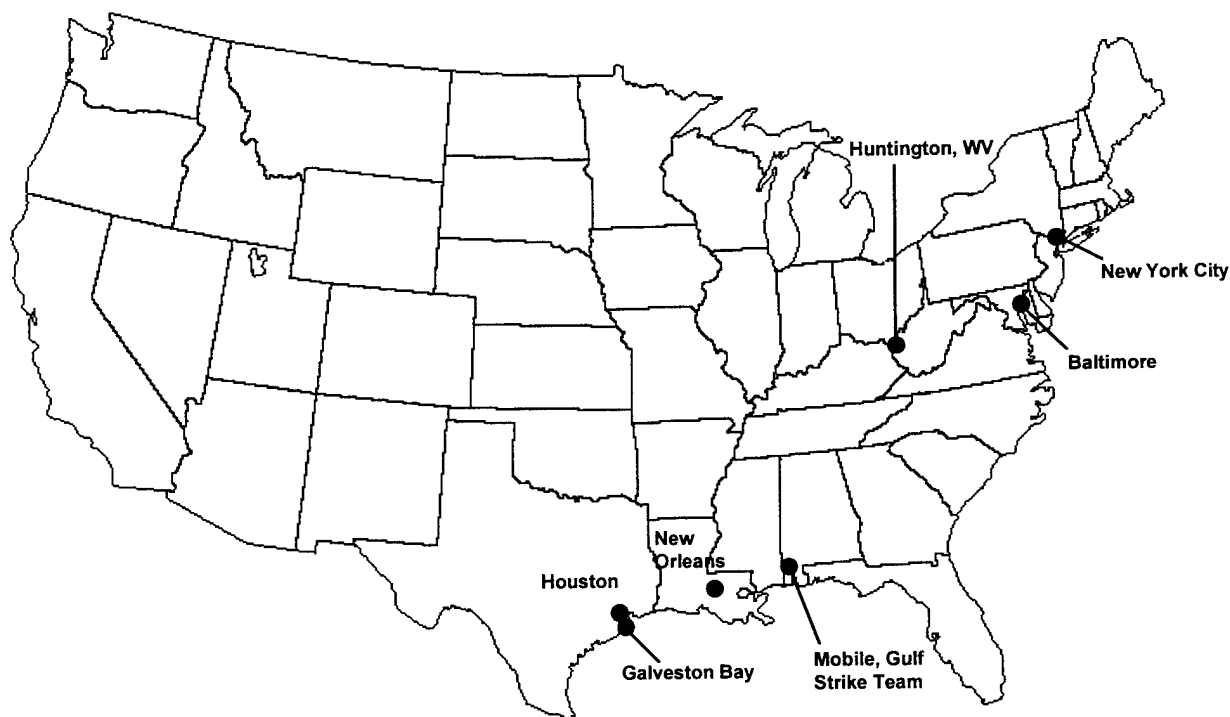 Huntington, WV
New York City
Baltimore
New
Orleans
Houston
Galveston Bay
Mobile, Gulf
Strike Team